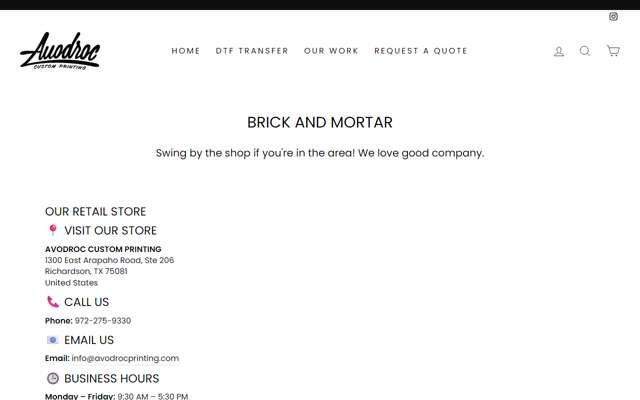 Avodroc
CUSTOM PRINTING
HOME DTF TRANSFER OUR WORK REQUEST A QUOTE
BRICK AND MORTAR
Swing by the shop if you're in the area! We love good company.
OUR RETAIL STORE
VISIT OUR STORE
AVODROC CUSTOM PRINTING
1300 East Arapaho Road, Ste 206
Richardson, TX 75081
United States
CALL US
Phone: 972-275-9330
EMAIL US
Email: info@avodrocprinting.com
BUSINESS HOURS
Monday – Friday: 9:30 AM – 5:30 PM